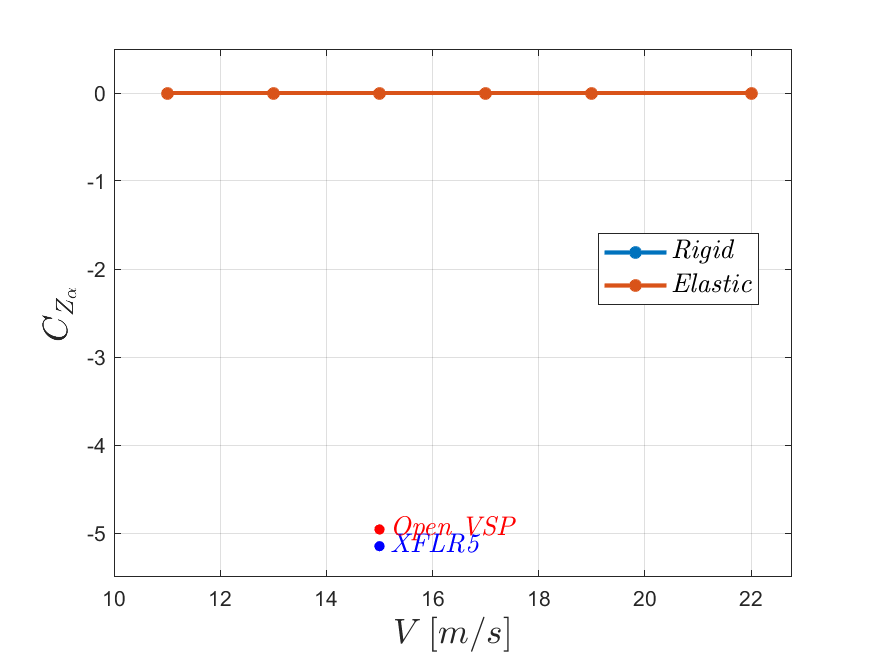 0
-1
-2
-3
-4
-5
10 12 14 16 18 20 22
V [m/s]
C_{Z_α}
Rigid
Elastic
Open VSP
XFLR5